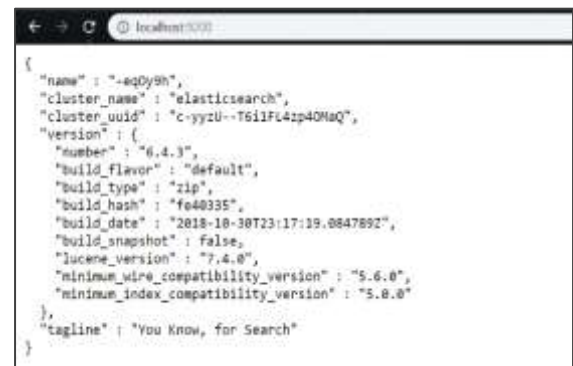 localhost:9200
{
"name" : "-eqOy9h",
"cluster_name" : "elasticsearch",
"cluster_uuid" : "c-yyzU--T6i1FL4zp4OMaQ",
"version" : {
"number" : "6.4.3",
"build_flavor" : "default",
"build_type" : "zip",
"build_hash" : "fe40335",
"build_date" : "2018-10-30T23:17:19.084789Z",
"build_snapshot" : false,
"lucene_version" : "7.4.0",
"minimum_wire_compatibility_version" : "5.6.0",
"minimum_index_compatibility_version" : "5.0.0"
},
"tagline" : "You Know, for Search"
}